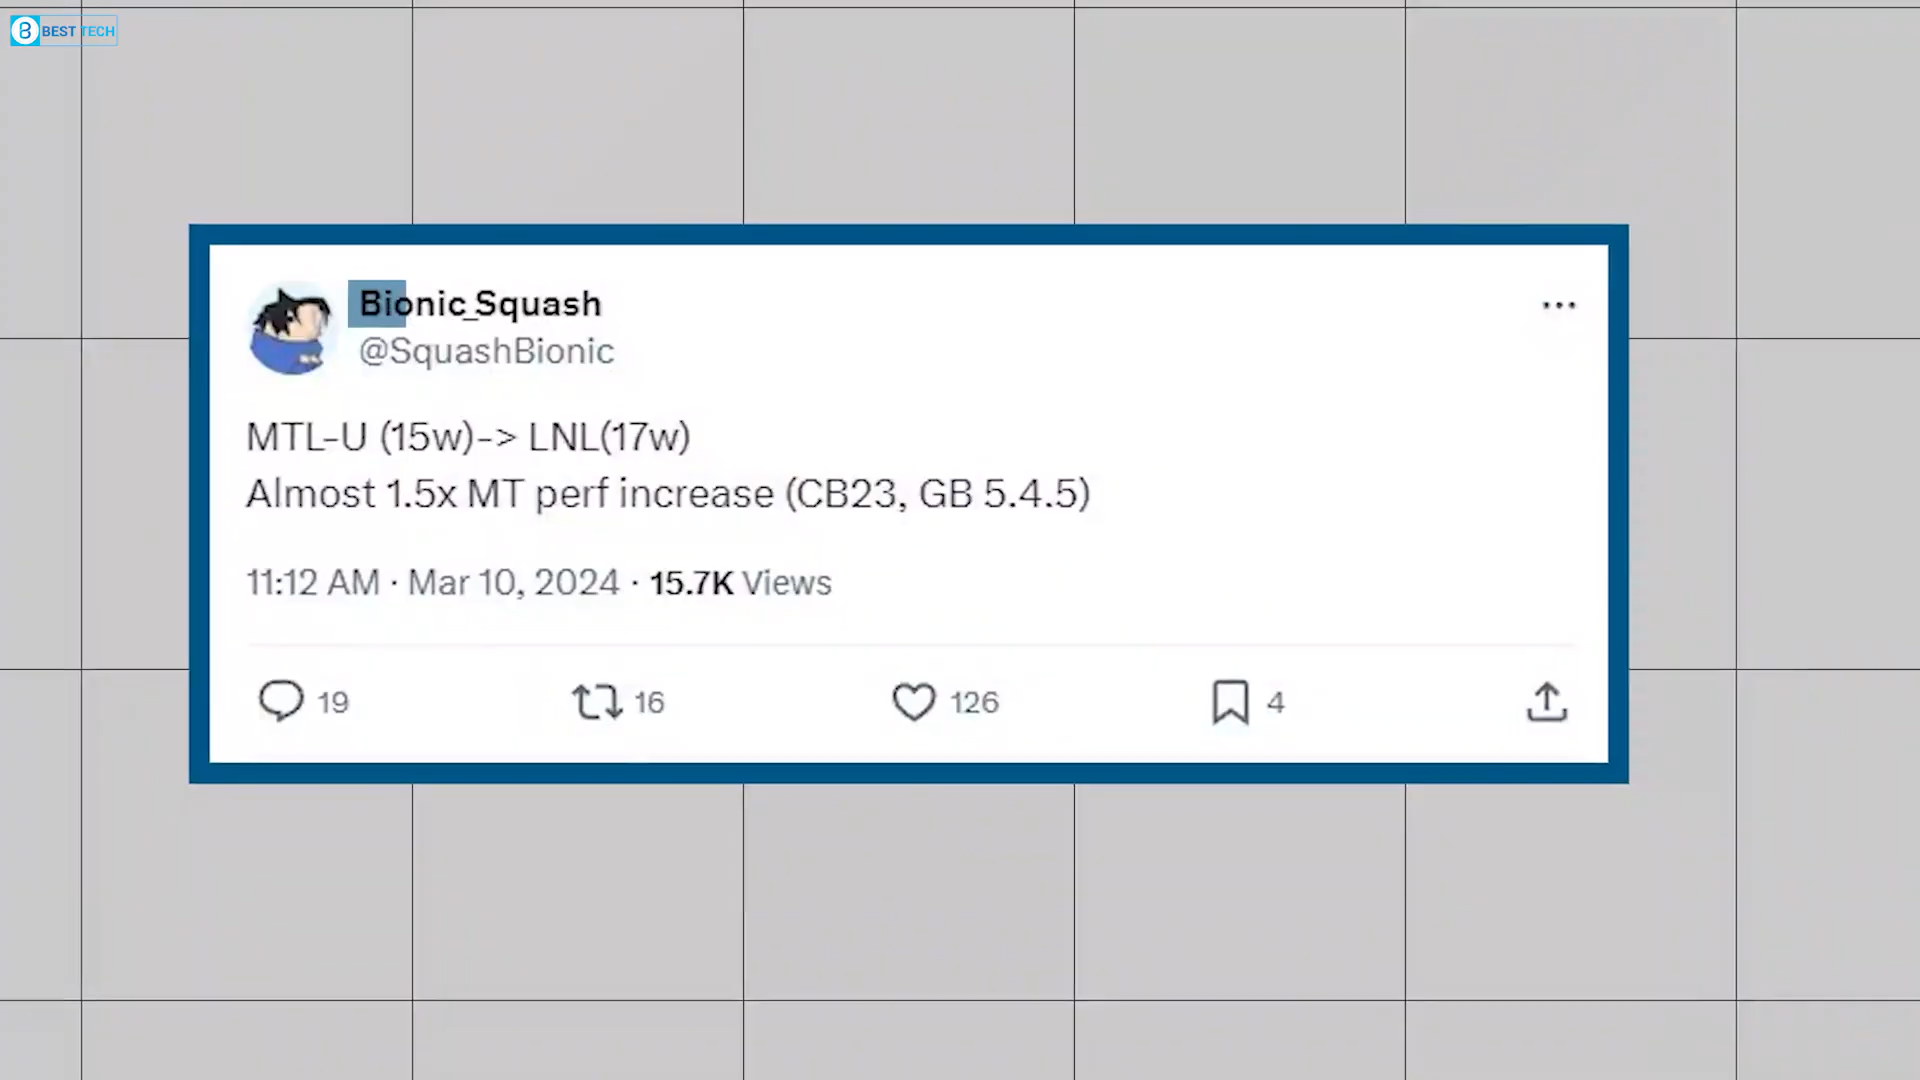 BEST TECH
Bionic_Squash
@SquashBionic
MTL-U (15w)-> LNL(17w)
Almost 1.5x MT perf increase (CB23, GB 5.4.5)
11:12 AM · Mar 10, 2024 · 15.7K Views
19 16 126 4